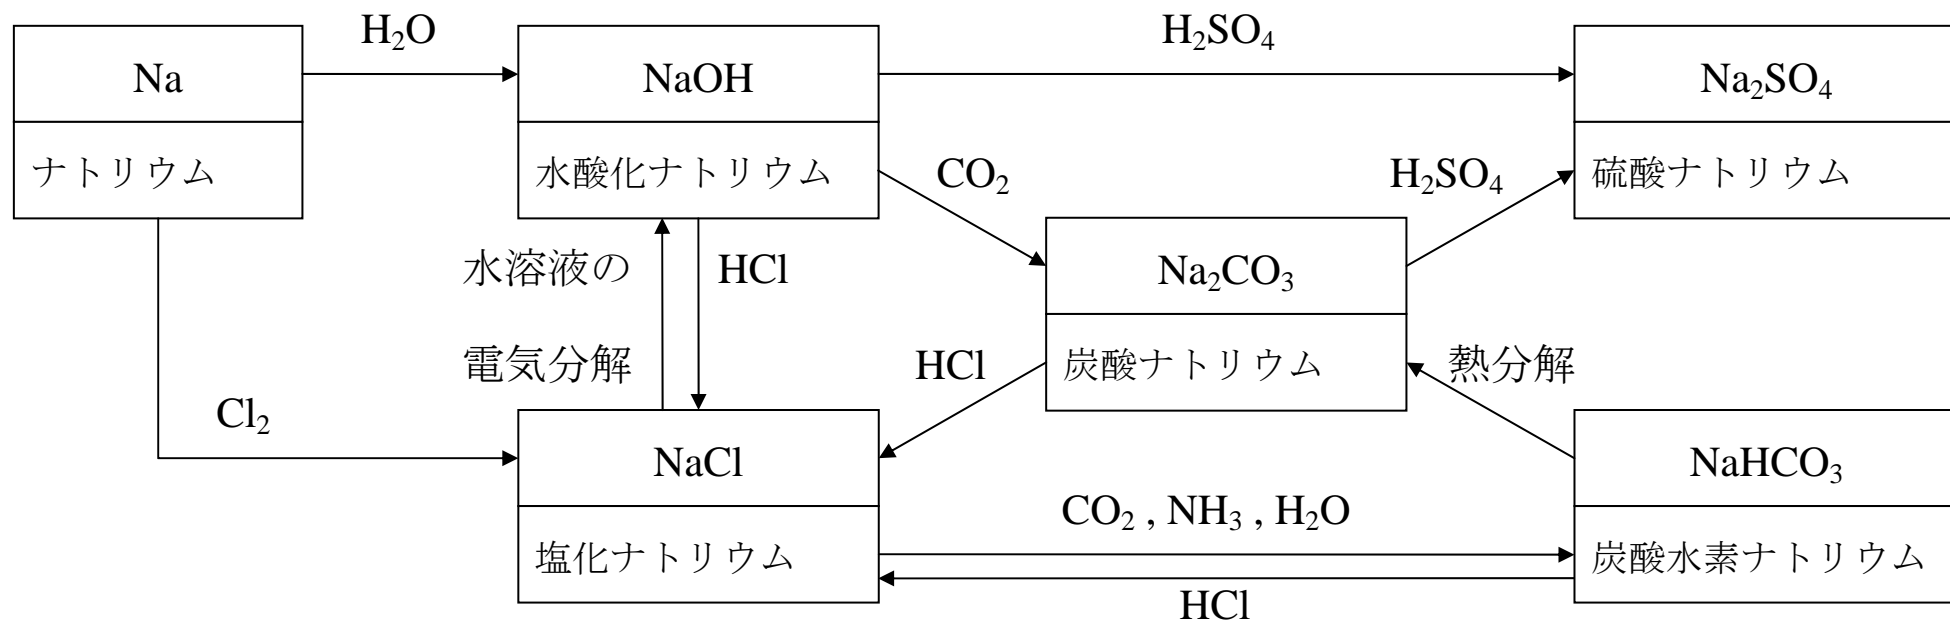 H₂O
H₂SO₄
Na
NaOH
Na₂SO₄
ナトリウム
水酸化ナトリウム
CO₂
H₂SO₄
硫酸ナトリウム
水溶液の
HCl
Na₂CO₃
電気分解
HCl
炭酸ナトリウム
熱分解
Cl₂
NaCl
NaHCO₃
CO₂ , NH₃ , H₂O
塩化ナトリウム
炭酸水素ナトリウム
HCl